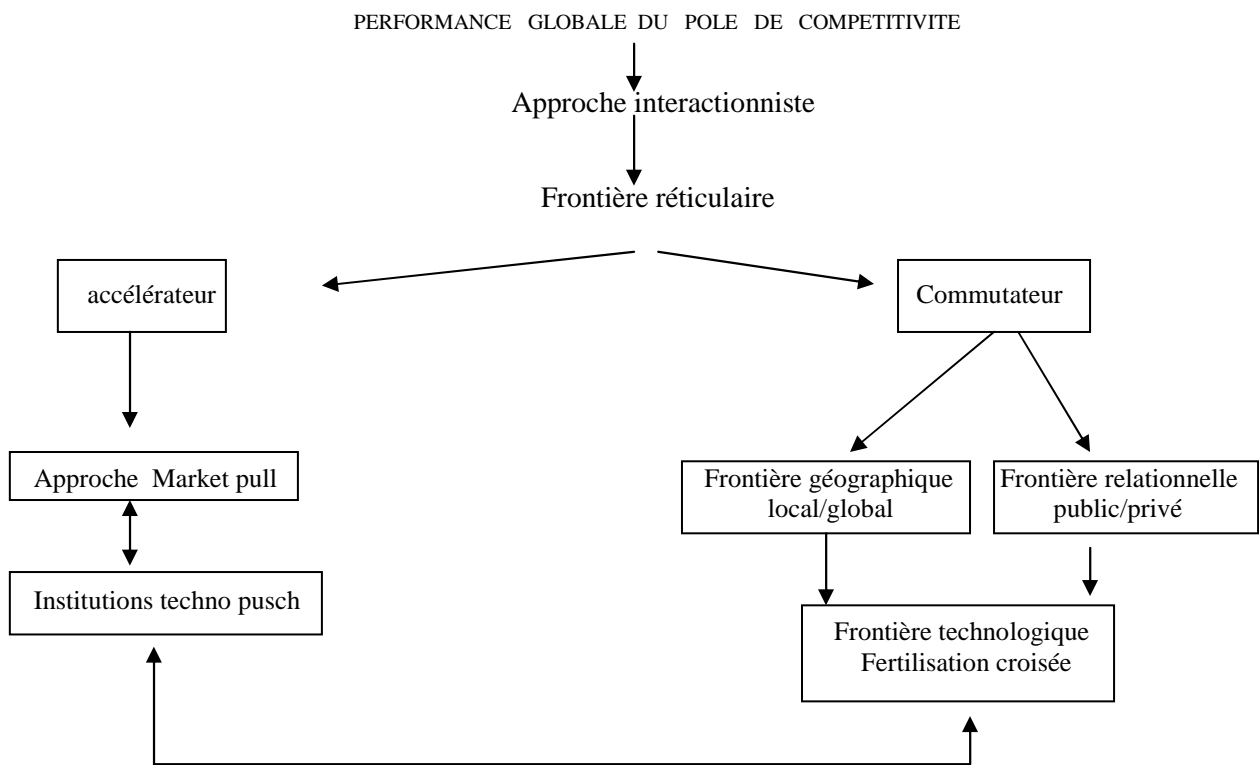 PERFORMANCE GLOBALE DU POLE DE COMPETITIVITE
Approche interactionniste
Frontière réticulaire
accélérateur
Commutateur
Approche Market pull
Frontière géographique
local/global
Frontière relationnelle
public/privé
Institutions techno pusch
Frontière technologique
Fertilisation croisée